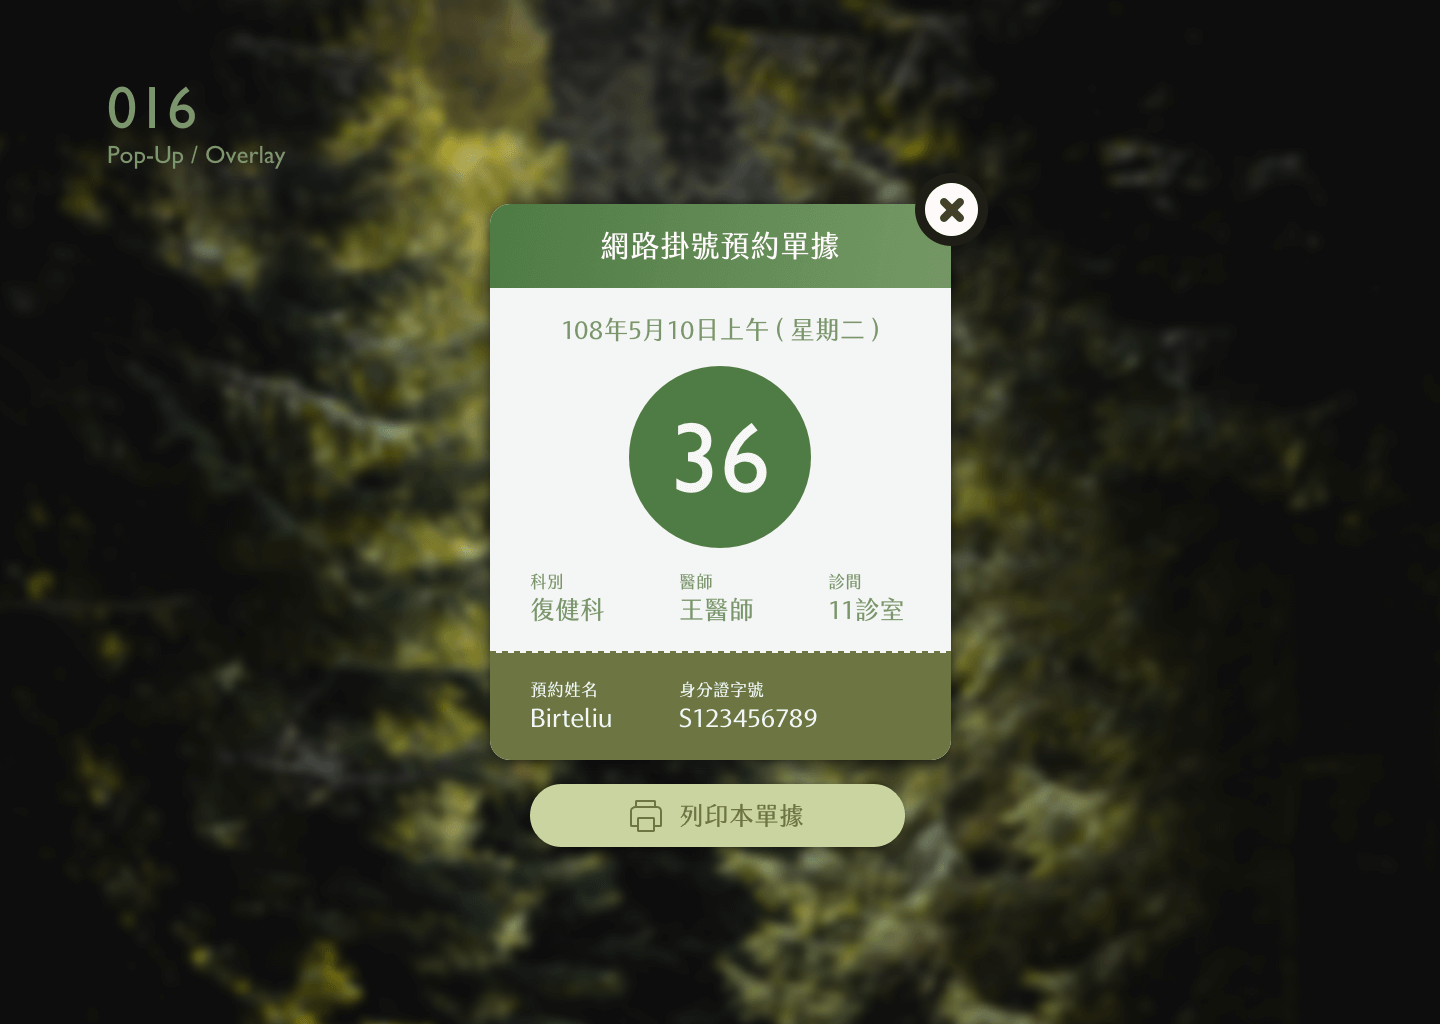 016
Pop-Up / Overlay
網路掛號預約單據
108年5月10日上午 ( 星期二 )
36
科別 醫師 診間
復健科 王醫師 11診室
預約姓名 身分證字號
Birteliu S123456789
列印本單據